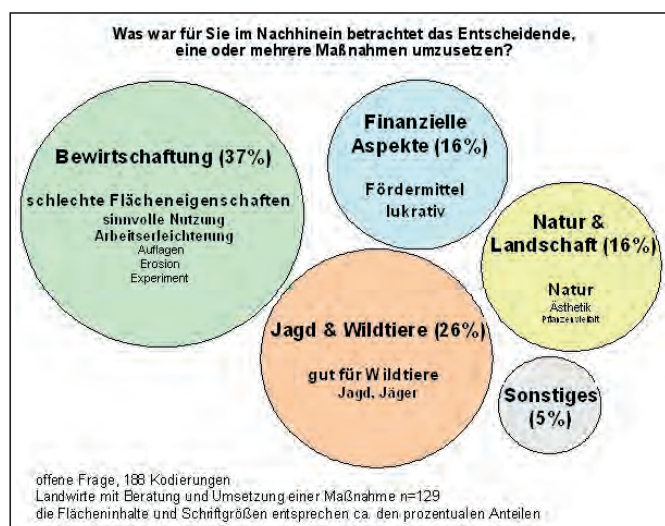 Was war für Sie im Nachhinein betrachtet das Entscheidende,
eine oder mehrere Maßnahmen umzusetzen?
Bewirtschaftung (37%)
schlechte Flächeneigenschaften
sinnvolle Nutzung
Arbeitserleichterung
Auflagen
Erosion
Experiment
Finanzielle
Aspekte (16%)
Fördermittel
lukrativ
Natur &
Landschaft (16%)
Natur
Ästhetik
Pflanzenvielfalt
Jagd & Wildtiere (26%)
gut für Wildtiere
Jagd, Jäger
Sonstiges
(5%)
offene Frage, 188 Kodierungen
Landwirte mit Beratung und Umsetzung einer Maßnahme n=129
die Flächeninhalte und Schriftgrößen entsprechen ca. den prozentualen Anteilen